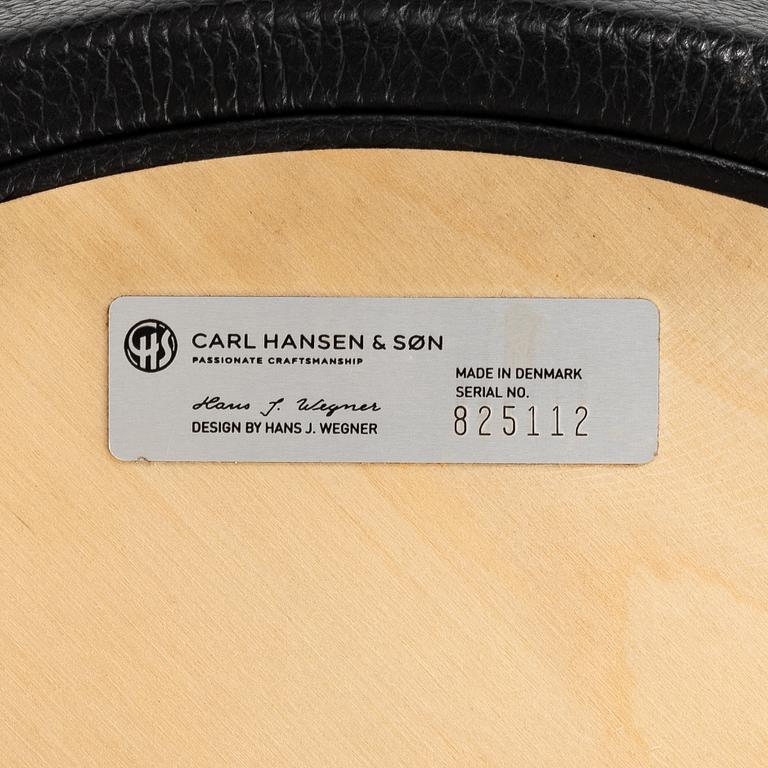 CHS CARL HANSEN & SØN
PASSIONATE CRAFTSMANSHIP
Hans J. Wegner
DESIGN BY HANS J. WEGNER
MADE IN DENMARK
SERIAL NO.
825112